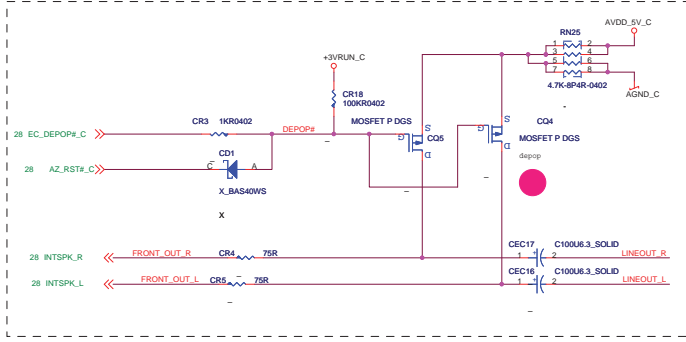 AVDD_5V_C
RN25
1 2
3 4
5 6
7 8
4.7K-8P4R-0402
AGND_C
+3VRUN_C
CR18
100KR0402
MOSFET P DGS
S
G
D
CQ5
CQ4
MOSFET P DGS
S
G
D
depop
CR3 1KR0402
28 EC_DEPOP#_C
DEPOP#
CD1
28 AZ_RST#_C
C A
X_BAS40WS
X
28 INTSPK_R
FRONT_OUT_R
CR4 75R
CEC17 C100U6.3_SOLID
1 + 2
LINEOUT_R
28 INTSPK_L
FRONT_OUT_L
CR5 75R
CEC16 C100U6.3_SOLID
1 + 2
LINEOUT_L